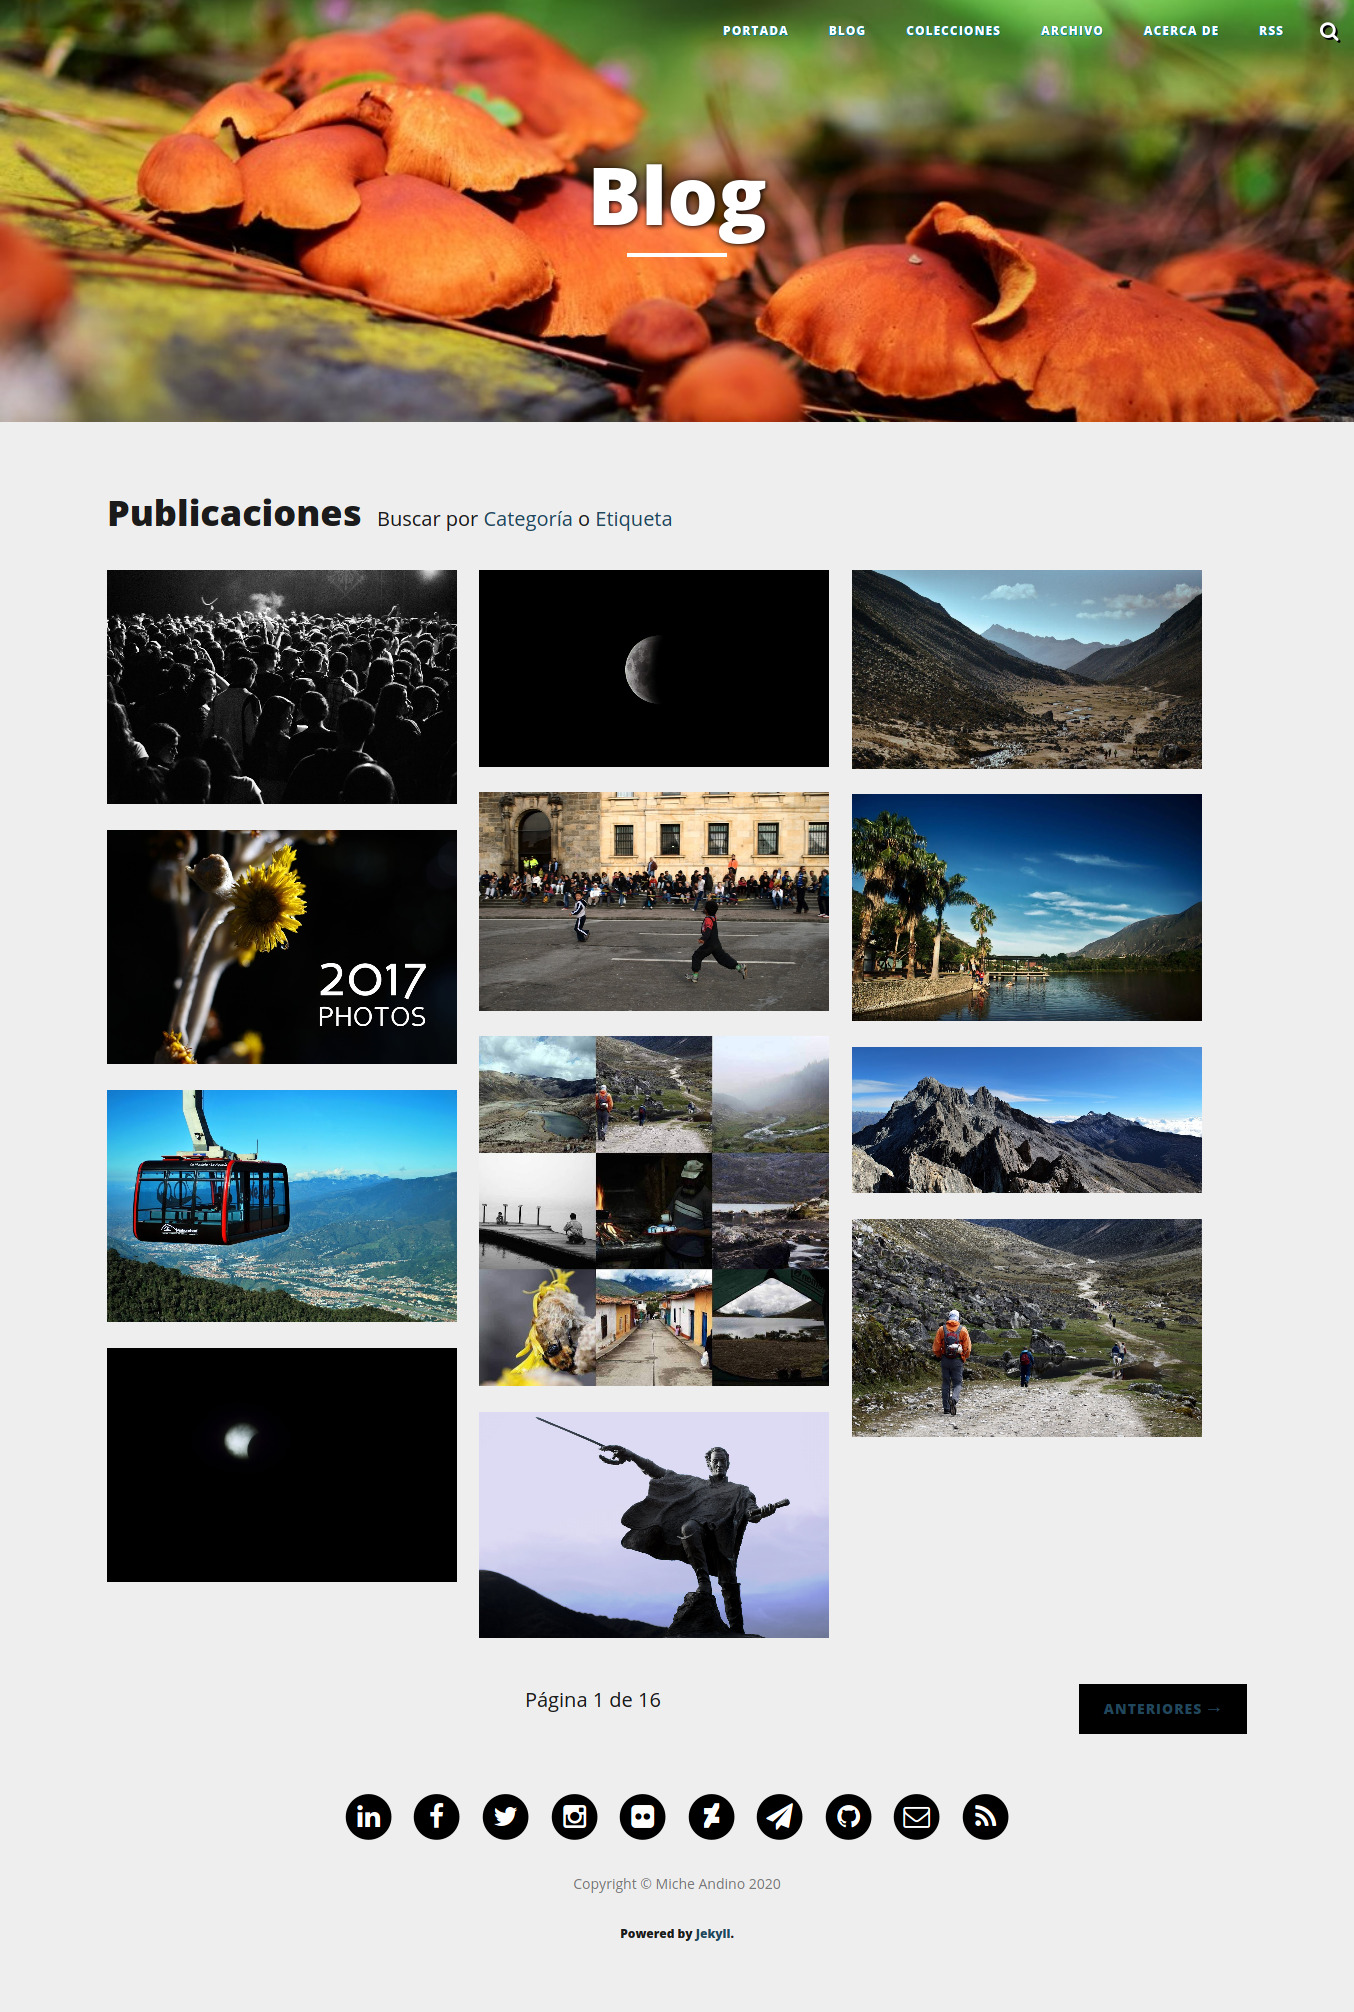 PORTADA BLOG COLECCIONES ARCHIVO ACERCA DE RSS
Blog
Publicaciones Buscar por Categoría o Etiqueta
2017
PHOTOS
Página 1 de 16
ANTERIORES →
Copyright © Miche Andino 2020
Powered by Jekyll.